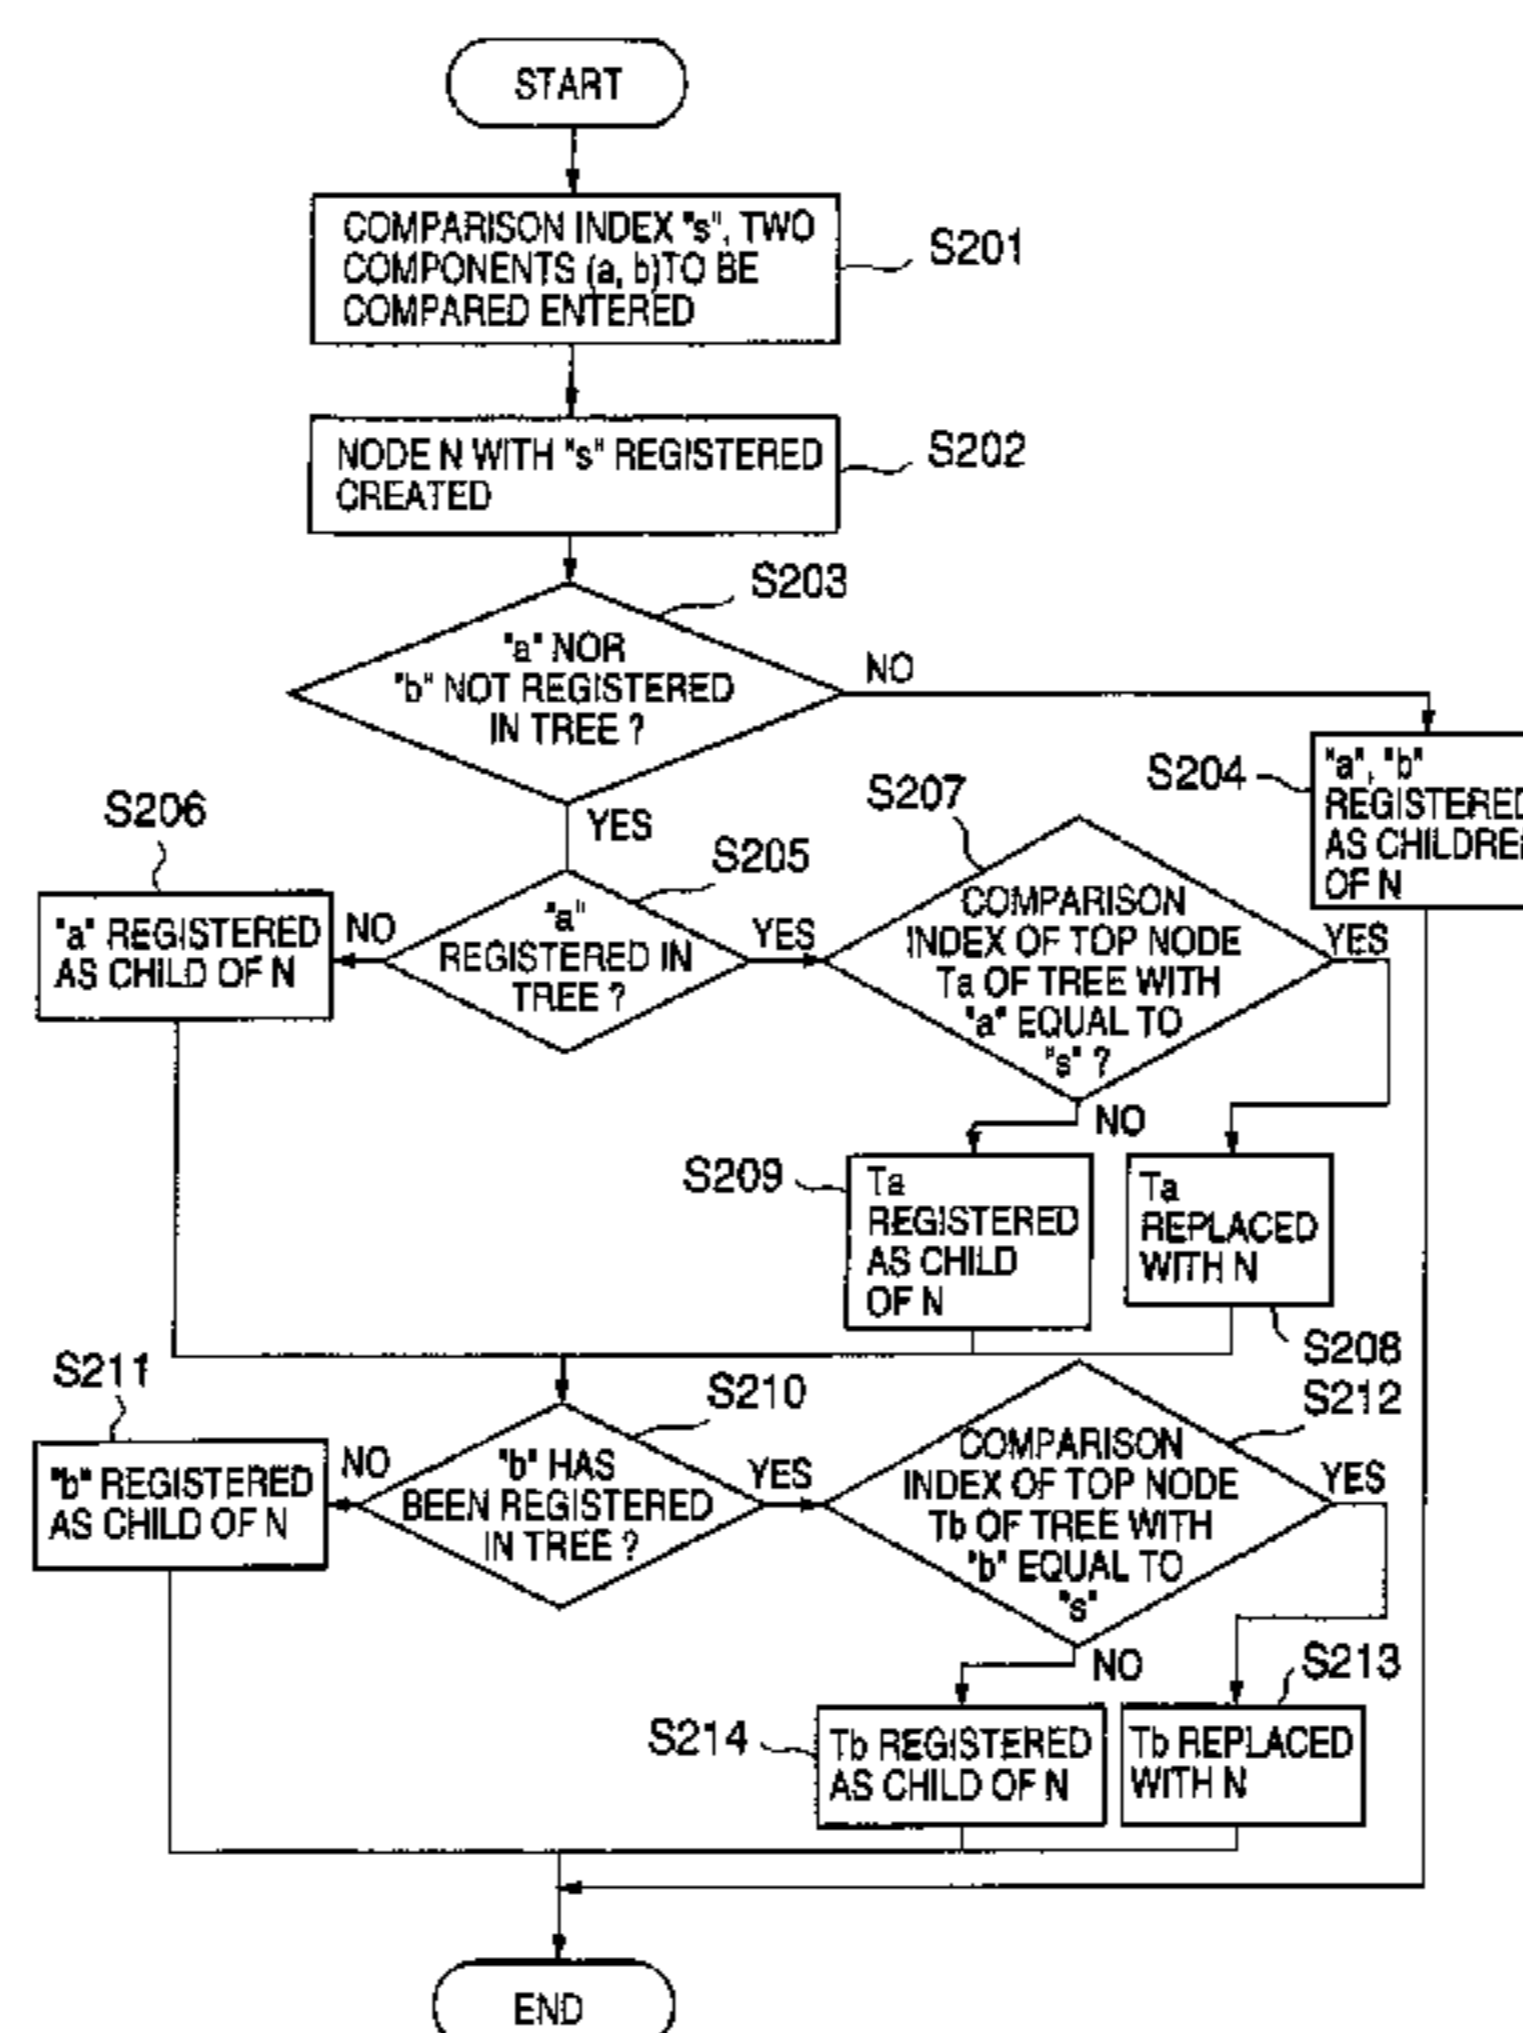 START
COMPARISON INDEX "s", TWO
COMPONENTS (a, b)TO BE
COMPARED ENTERED
S201
NODE N WITH "s" REGISTERED
CREATED
S202
S203
"a" NOR
"b" NOT REGISTERED
IN TREE ?
NO
YES
S204
"a", "b"
REGISTERED
AS CHILDRE
OF N
S206
"a" REGISTERED
AS CHILD OF N
NO
S205
"a"
REGISTERED IN
TREE ?
YES
S207
COMPARISON
INDEX OF TOP NODE
Ta OF TREE WITH
"a" EQUAL TO
"s" ?
YES
NO
S209
Ta
REGISTERED
AS CHILD
OF N
Ta
REPLACED
WITH N
S208
S211
"b" REGISTERED
AS CHILD OF N
NO
S210
"b" HAS
BEEN REGISTERED
IN TREE ?
YES
S212
COMPARISON
INDEX OF TOP NODE
Tb OF TREE WITH
"b" EQUAL TO
"s"
YES
NO
S213
S214
Tb REGISTERED
AS CHILD OF N
Tb REPLACED
WITH N
END